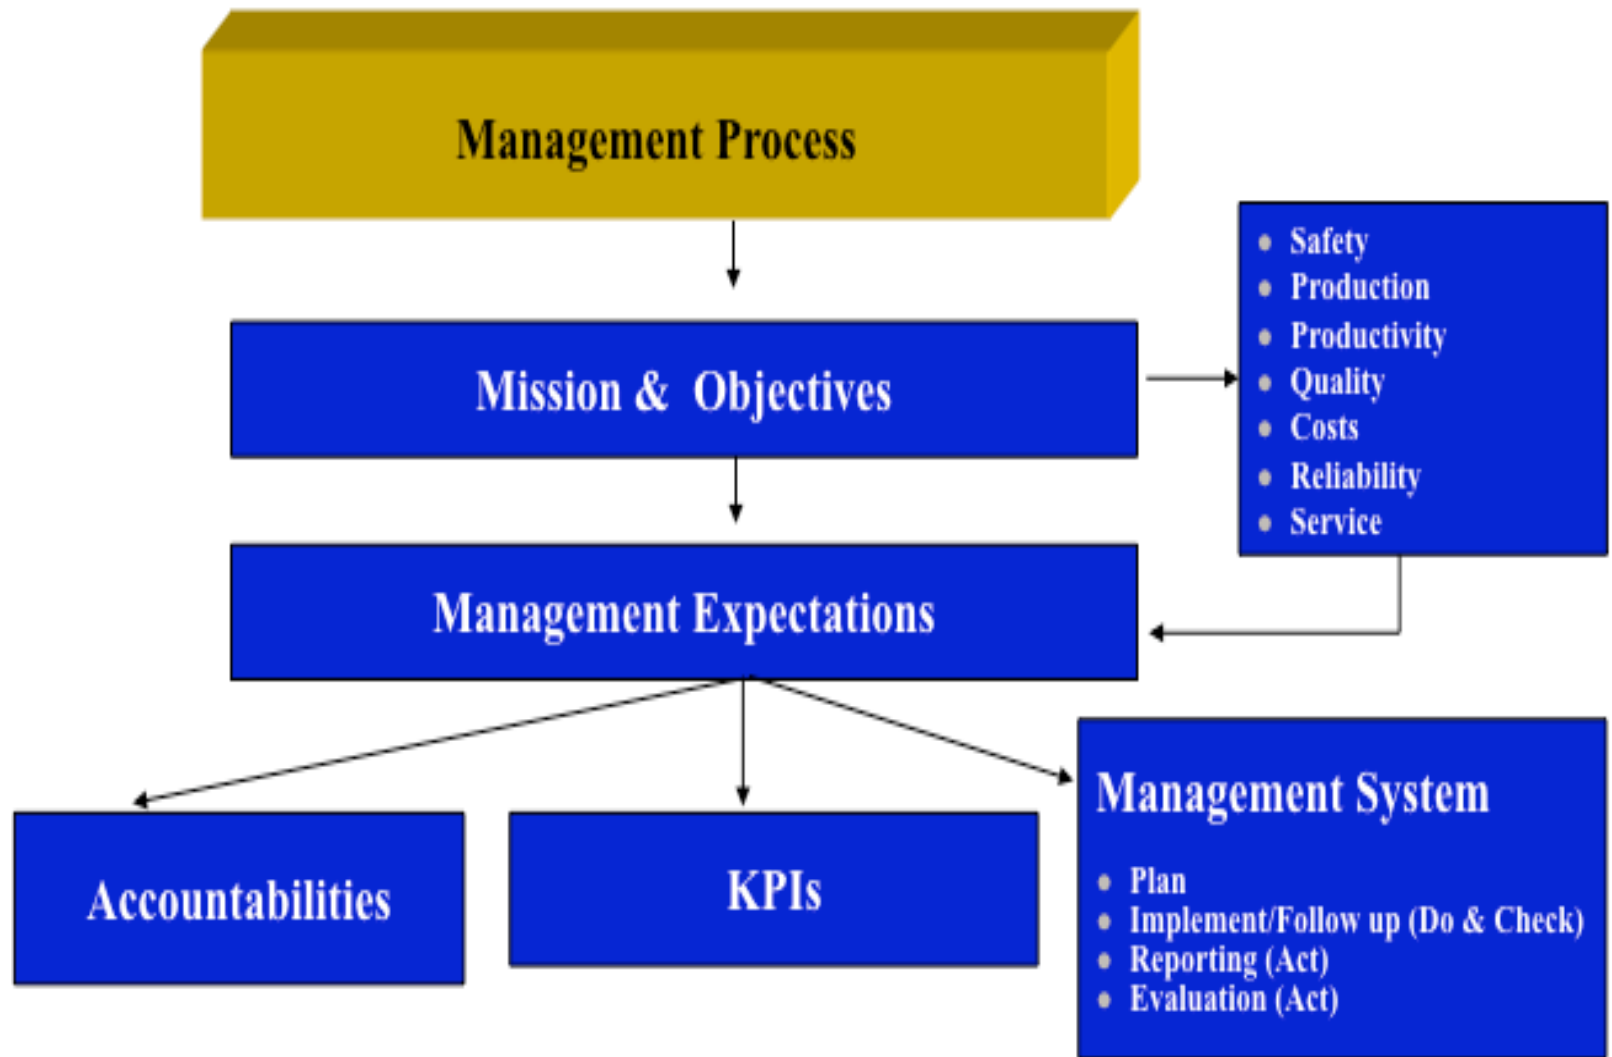 Management Process
Mission & Objectives
Safety
Production
Productivity
Quality
Costs
Reliability
Service
Management Expectations
Accountabilities
KPIs
Management System
Plan
Implement/Follow up (Do & Check)
Reporting (Act)
Evaluation (Act)